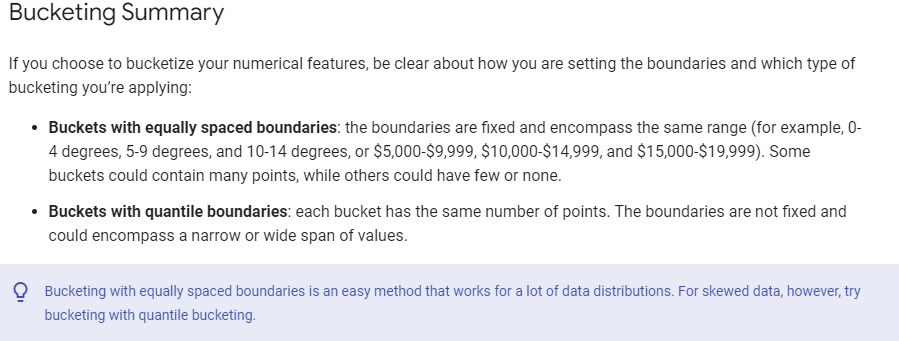 Bucketing Summary
If you choose to bucketize your numerical features, be clear about how you are setting the boundaries and which type of
bucketing you're applying:
• Buckets with equally spaced boundaries: the boundaries are fixed and encompass the same range (for example, 0-
4 degrees, 5-9 degrees, and 10-14 degrees, or $5,000-$9,999, $10,000-$14,999, and $15,000-$19,999). Some
buckets could contain many points, while others could have few or none.
• Buckets with quantile boundaries: each bucket has the same number of points. The boundaries are not fixed and
could encompass a narrow or wide span of values.
Bucketing with equally spaced boundaries is an easy method that works for a lot of data distributions. For skewed data, however, try
bucketing with quantile bucketing.